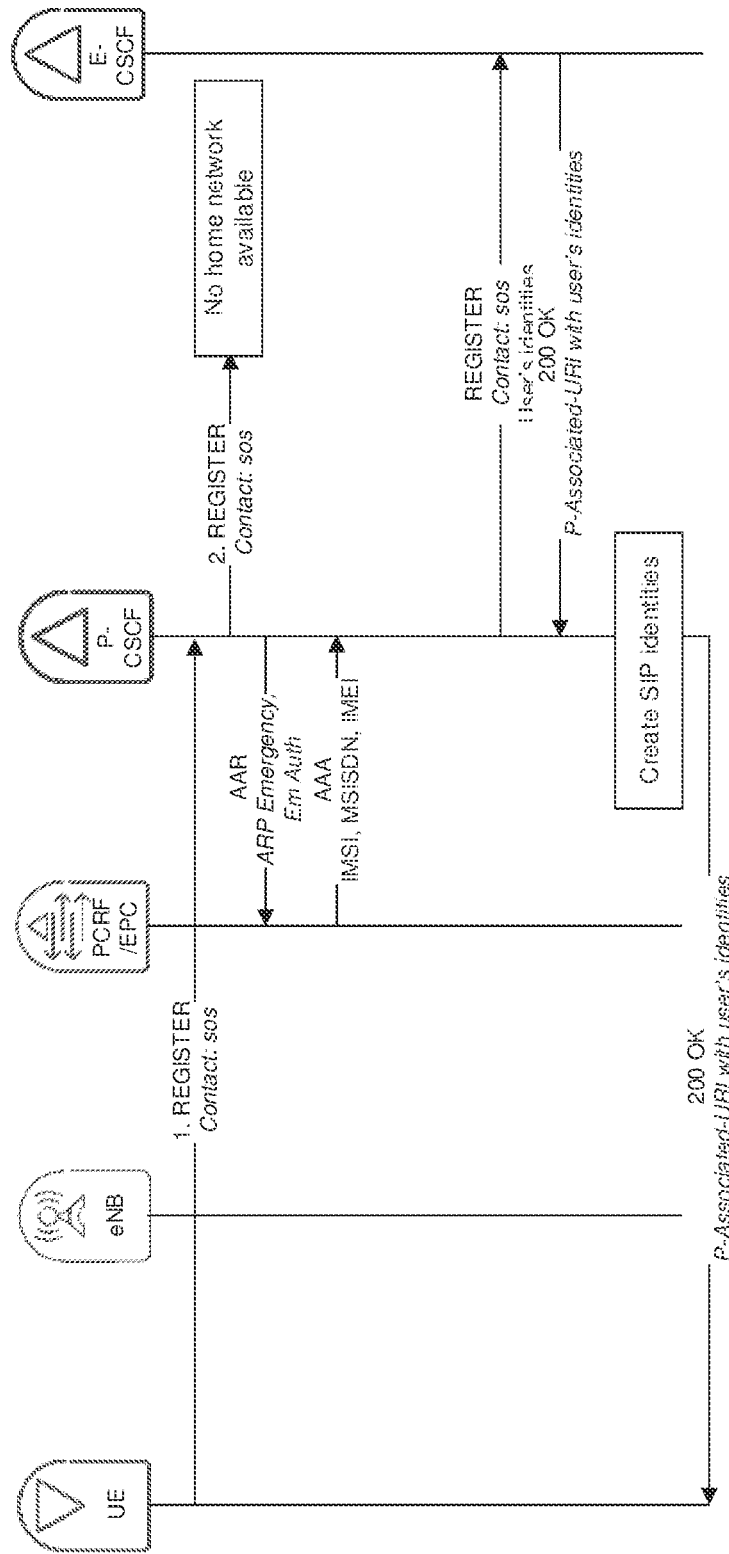 UE
eNB
PCRF
/EPC
P-
CSCF
E-
CSCF
1. REGISTER
Contact: sos
2. REGISTER
Contact: sos
No home network
available
AAR
ARP Emergency,
Em Auth
AAA
IMSI, MSISDN, IMEI
REGISTER
Contact: sos
User's identities
200 OK
P-Associated-URI with user's identities
Create SIP identities
200 OK
P-Associated-URI with user's identities